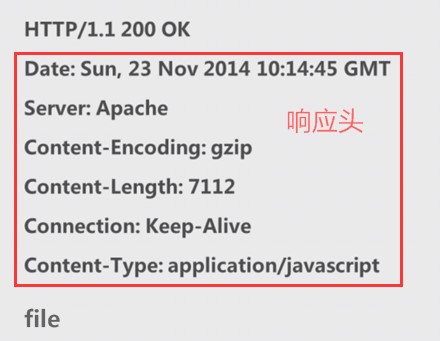 HTTP/1.1 200 OK
Date: Sun, 23 Nov 2014 10:14:45 GMT
Server: Apache
响应头
Content-Encoding: gzip
Content-Length: 7112
Connection: Keep-Alive
Content-Type: application/javascript
file